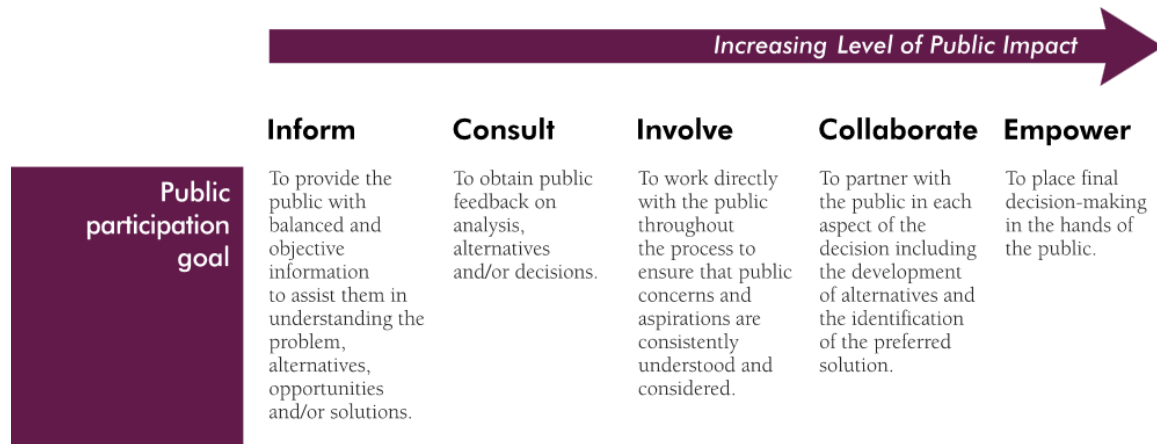 Increasing Level of Public Impact
Inform
Consult
Involve
Collaborate
Empower
Public
participation
goal
To provide the
public with
balanced and
objective
information
to assist them in
understanding the
problem,
alternatives,
opportunities
and/or solutions.
To obtain public
feedback on
analysis,
alternatives
and/or decisions.
To work directly
with the public
throughout
the process to
ensure that public
concerns and
aspirations are
consistently
understood and
considered.
To partner with
the public in each
aspect of the
decision including
the development
of alternatives and
the identification
of the preferred
solution.
To place final
decision-making
in the hands of
the public.